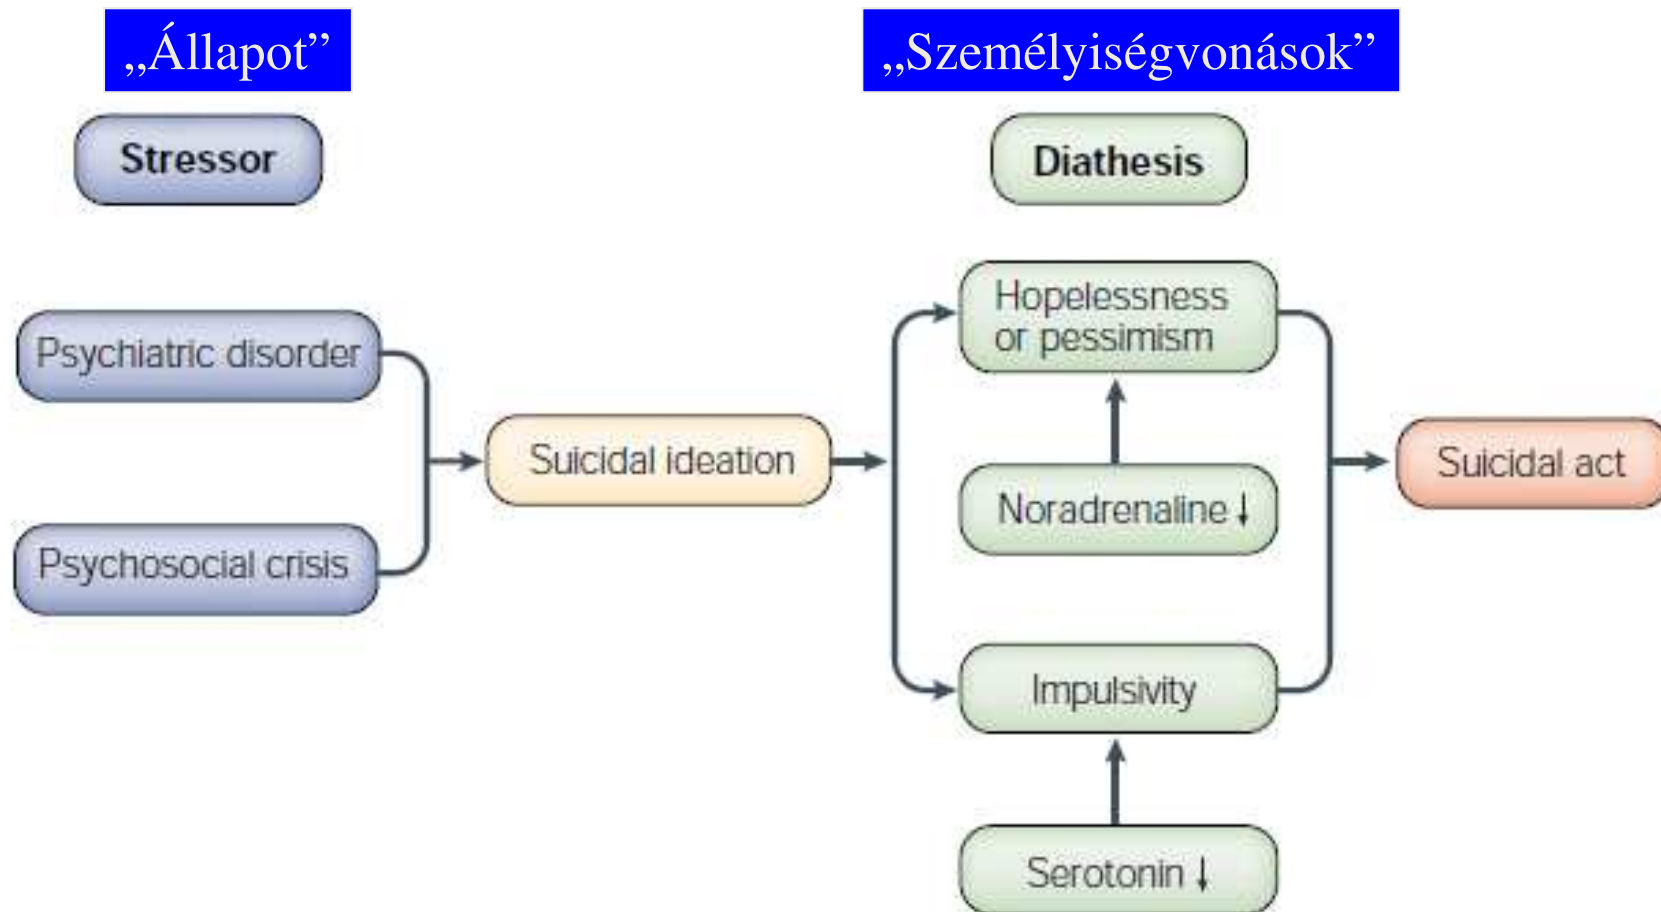 „Állapot”
„Személyiségvonások”
Stressor
Diathesis
Psychiatric disorder
Psychosocial crisis
Suicidal ideation
Hopelessness
or pessimism
Noradrenaline ↓
Impulsivity
Serotonin ↓
Suicidal act